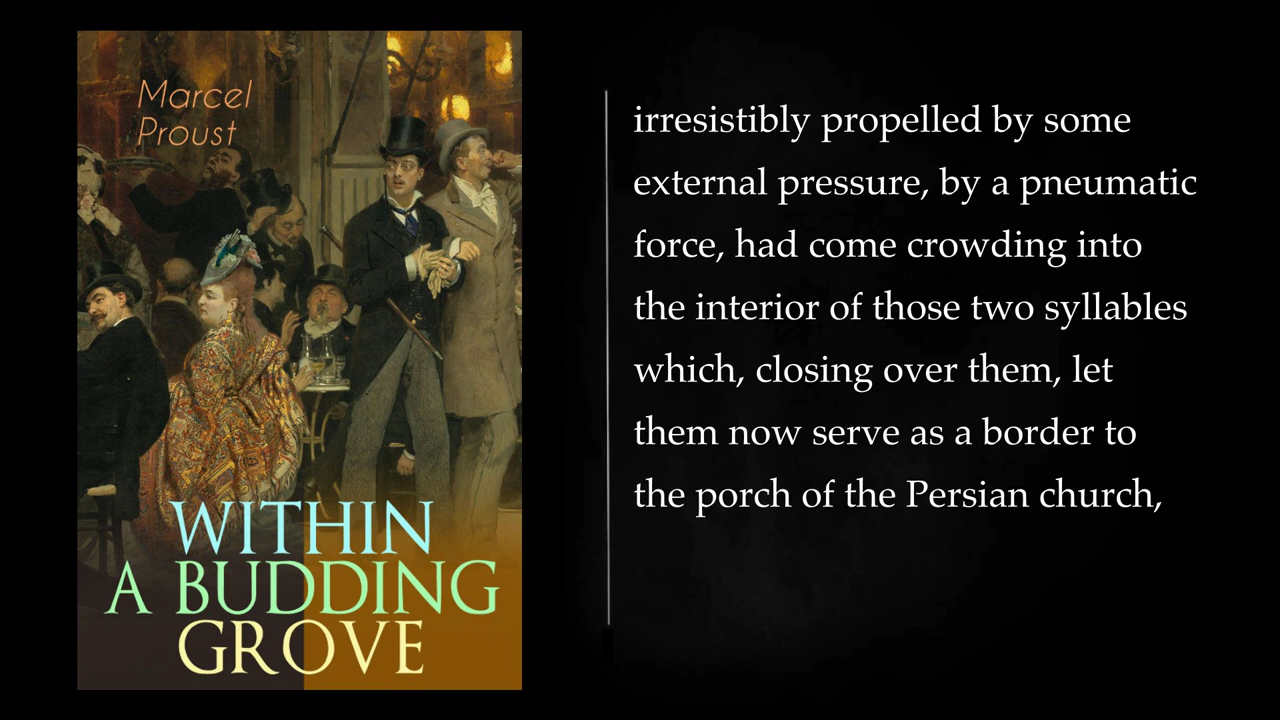 Marcel
Proust
WITHIN
A BUDDING
GROVE
irresistibly propelled by some
external pressure, by a pneumatic
force, had come crowding into
the interior of those two syllables
which, closing over them, let
them now serve as a border to
the porch of the Persian church,